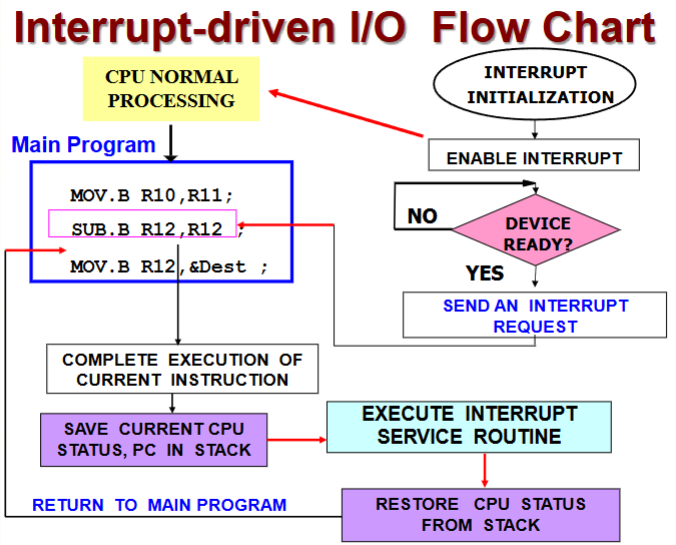 Interrupt-driven I/O Flow Chart
CPU NORMAL
PROCESSING
INTERRUPT
INITIALIZATION
ENABLE INTERRUPT
Main Program
MOV.B R10,R11;
SUB.B R12,R12 ;
MOV.B R12,&Dest ;
NO
DEVICE
READY?
YES
SEND AN INTERRUPT
REQUEST
COMPLETE EXECUTION OF
CURRENT INSTRUCTION
SAVE CURRENT CPU
STATUS, PC IN STACK
EXECUTE INTERRUPT
SERVICE ROUTINE
RETURN TO MAIN PROGRAM
RESTORE CPU STATUS
FROM STACK